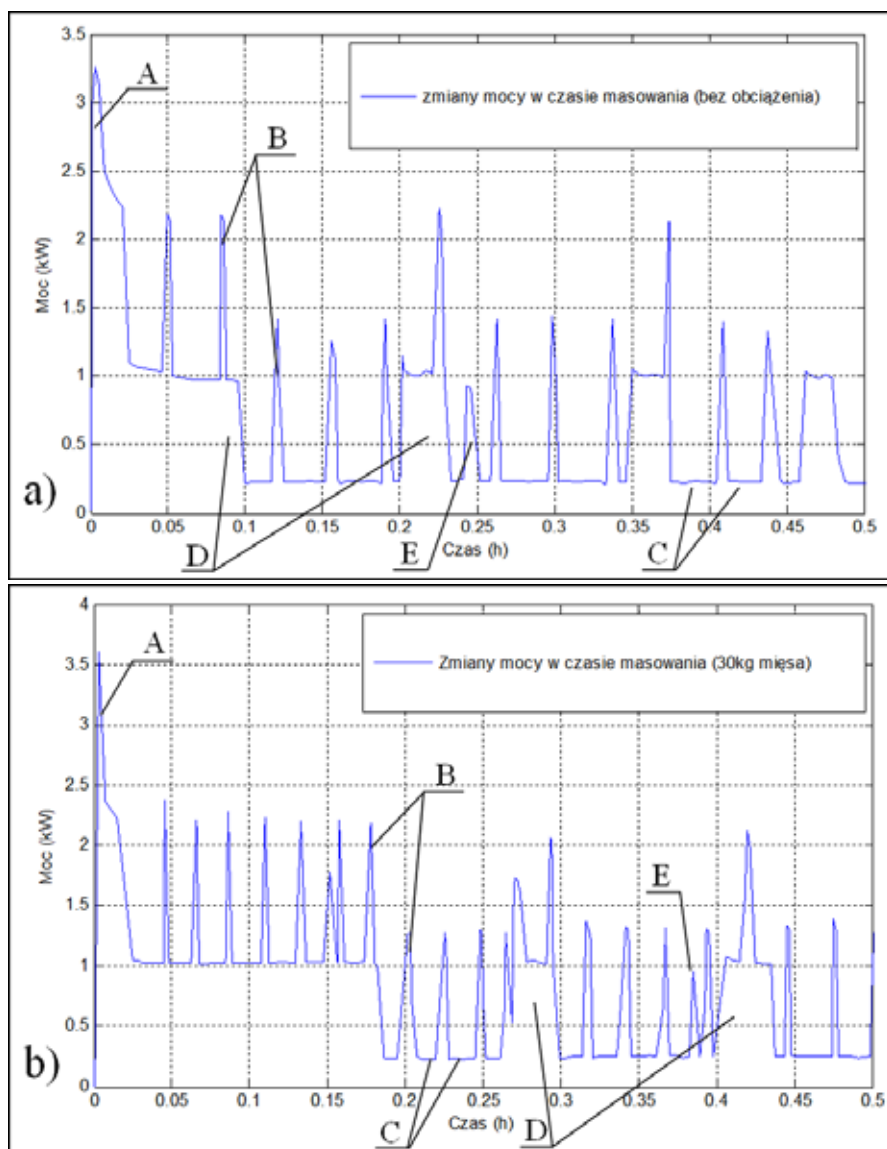 3.5
3
2.5
2
1.5
1
0.5
0
Moc (kW)
A
B
zmiany mocy w czasie masowania (bez obciążenia)
a)
0 0.05 0.1 0.15 0.2 0.25 0.3 0.35 0.4 0.45 0.5
D E Czas (h) C
4
3.5
3
2.5
2
1.5
1
0.5
0
Moc (kW)
A
Zmiany mocy w czasie masowania (30kg mięsa)
B
E
b)
0 0.05 0.1 0.15 0.2 0.25 0.3 0.35 0.4 0.45 0.5
C Czas (h) D